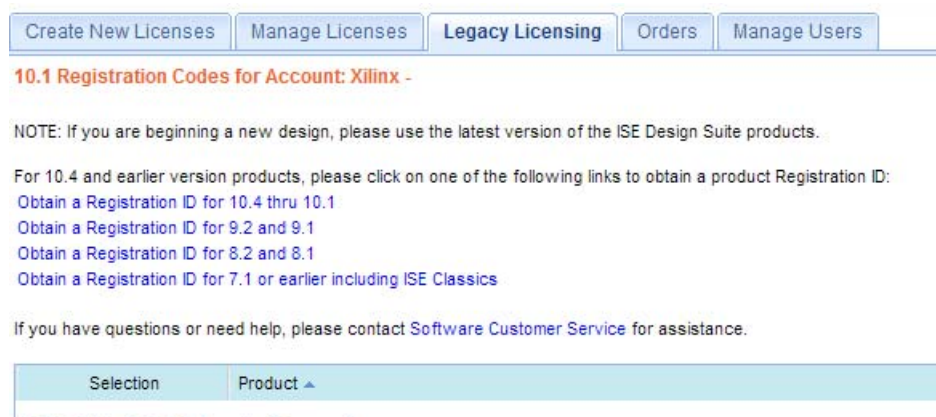 Create New Licenses Manage Licenses Legacy Licensing Orders Manage Users
10.1 Registration Codes for Account: Xilinx -
NOTE: If you are beginning a new design, please use the latest version of the ISE Design Suite products.
For 10.4 and earlier version products, please click on one of the following links to obtain a product Registration ID:
Obtain a Registration ID for 10.4 thru 10.1
Obtain a Registration ID for 9.2 and 9.1
Obtain a Registration ID for 8.2 and 8.1
Obtain a Registration ID for 7.1 or earlier including ISE Classics
If you have questions or need help, please contact Software Customer Service for assistance.
Selection Product